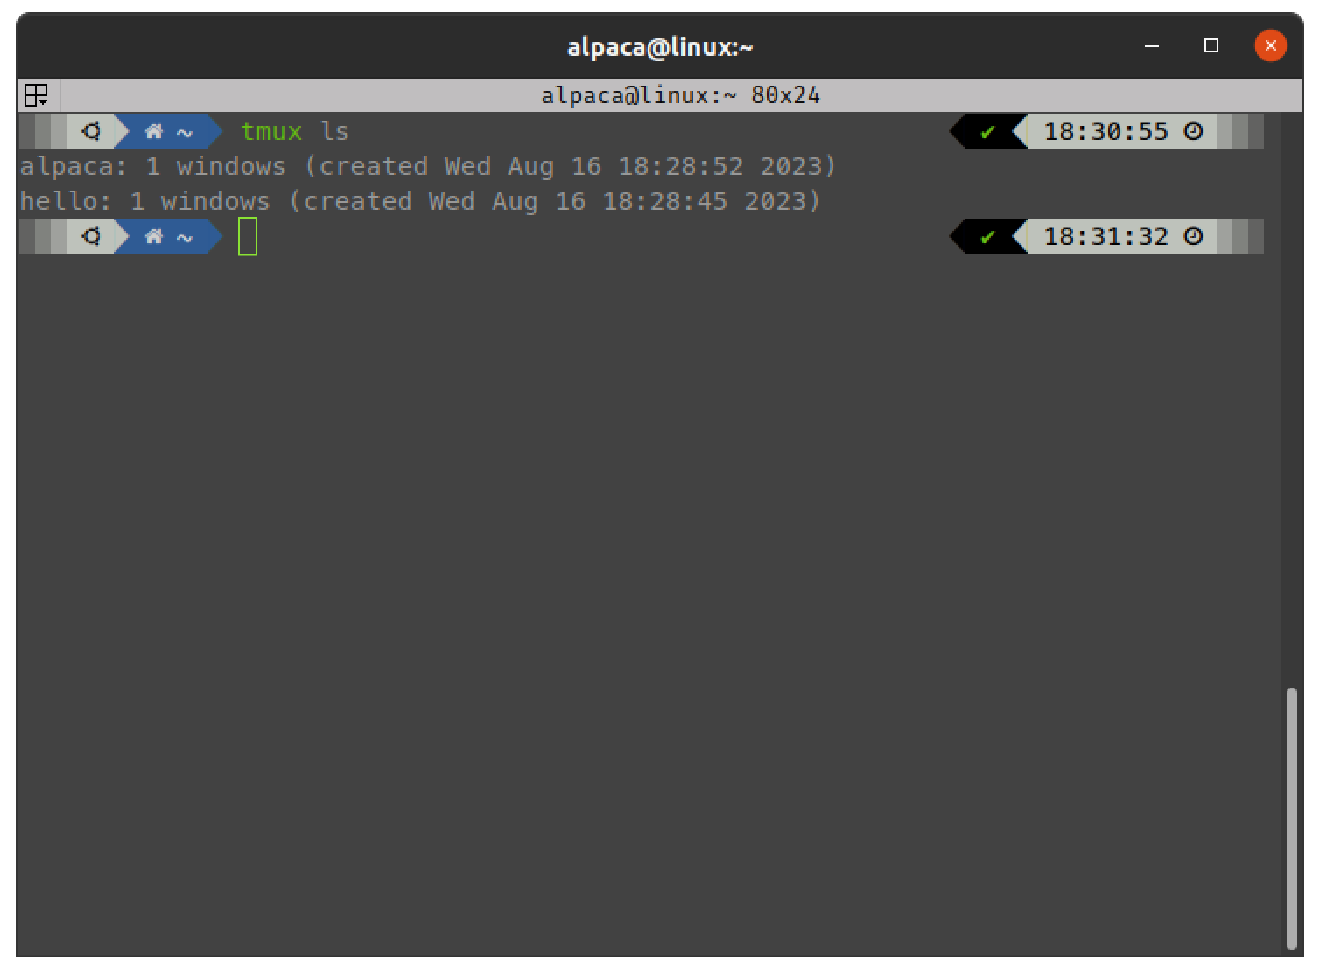 alpaca@linux:~
alpaca@linux:~ 80x24
~ tmux ls ✔ 18:30:55
alpaca: 1 windows (created Wed Aug 16 18:28:52 2023)
hello: 1 windows (created Wed Aug 16 18:28:45 2023)
~ ✔ 18:31:32